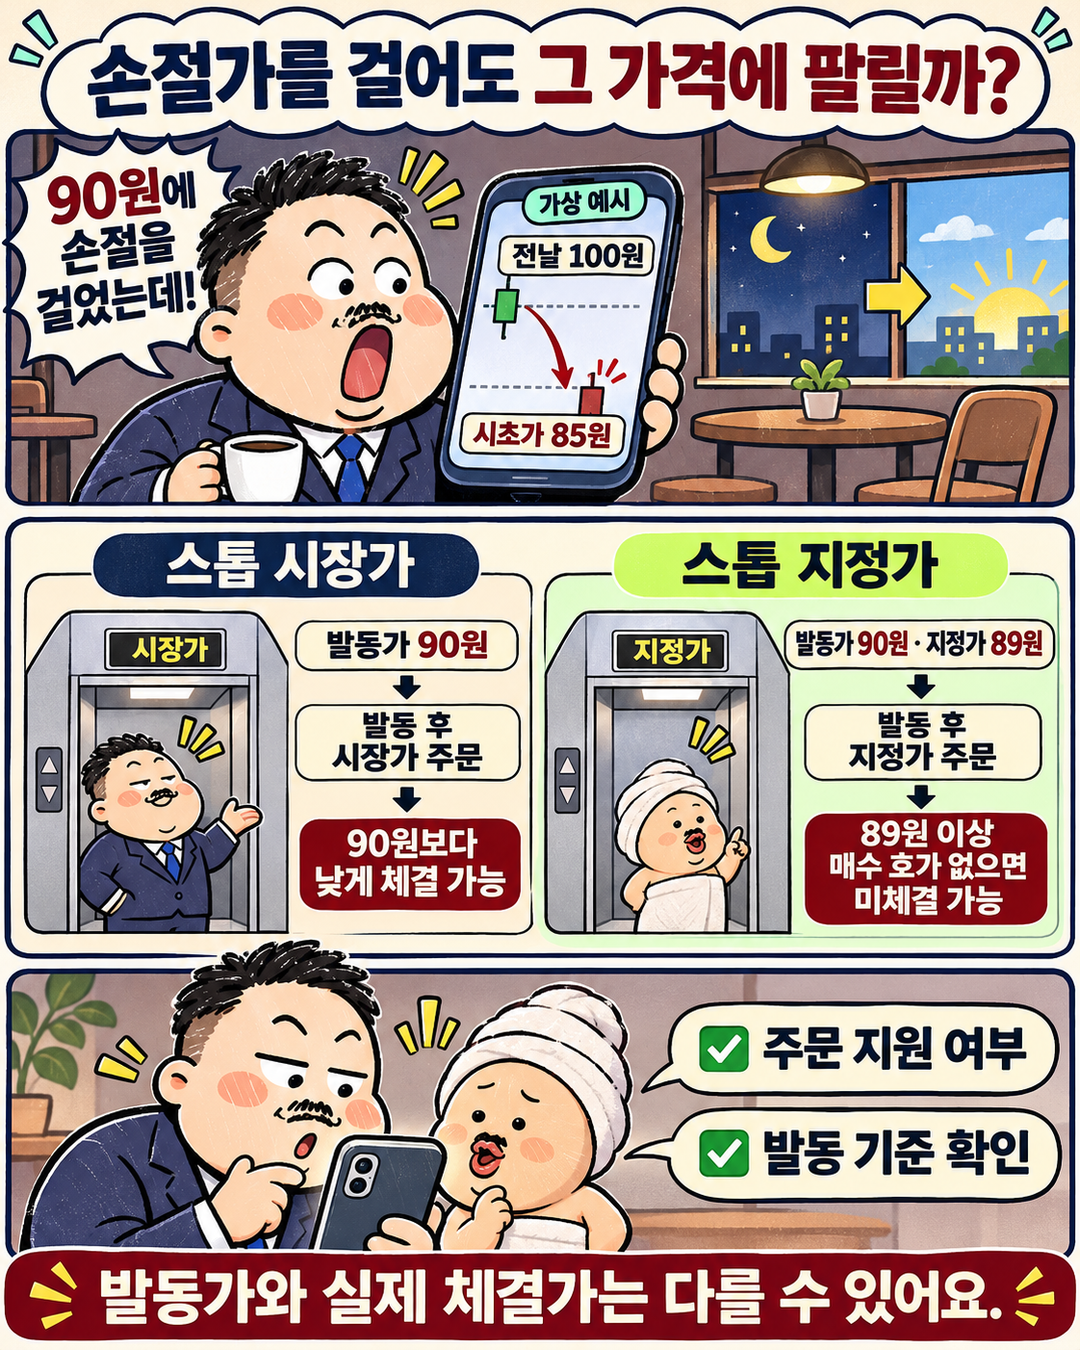 손절가를 걸어도 그 가격에 팔릴까?
90원에
손절을
걸었는데!
가상 예시
전날 100원
시초가 85원
스톱 시장가
시장가
발동가 90원
발동 후
시장가 주문
90원보다
낮게 체결 가능
스톱 지정가
지정가
발동가 90원 · 지정가 89원
발동 후
지정가 주문
89원 이상
매수 호가 없으면
미체결 가능
✅ 주문 지원 여부
✅ 발동 기준 확인
발동가와 실제 체결가는 다를 수 있어요.